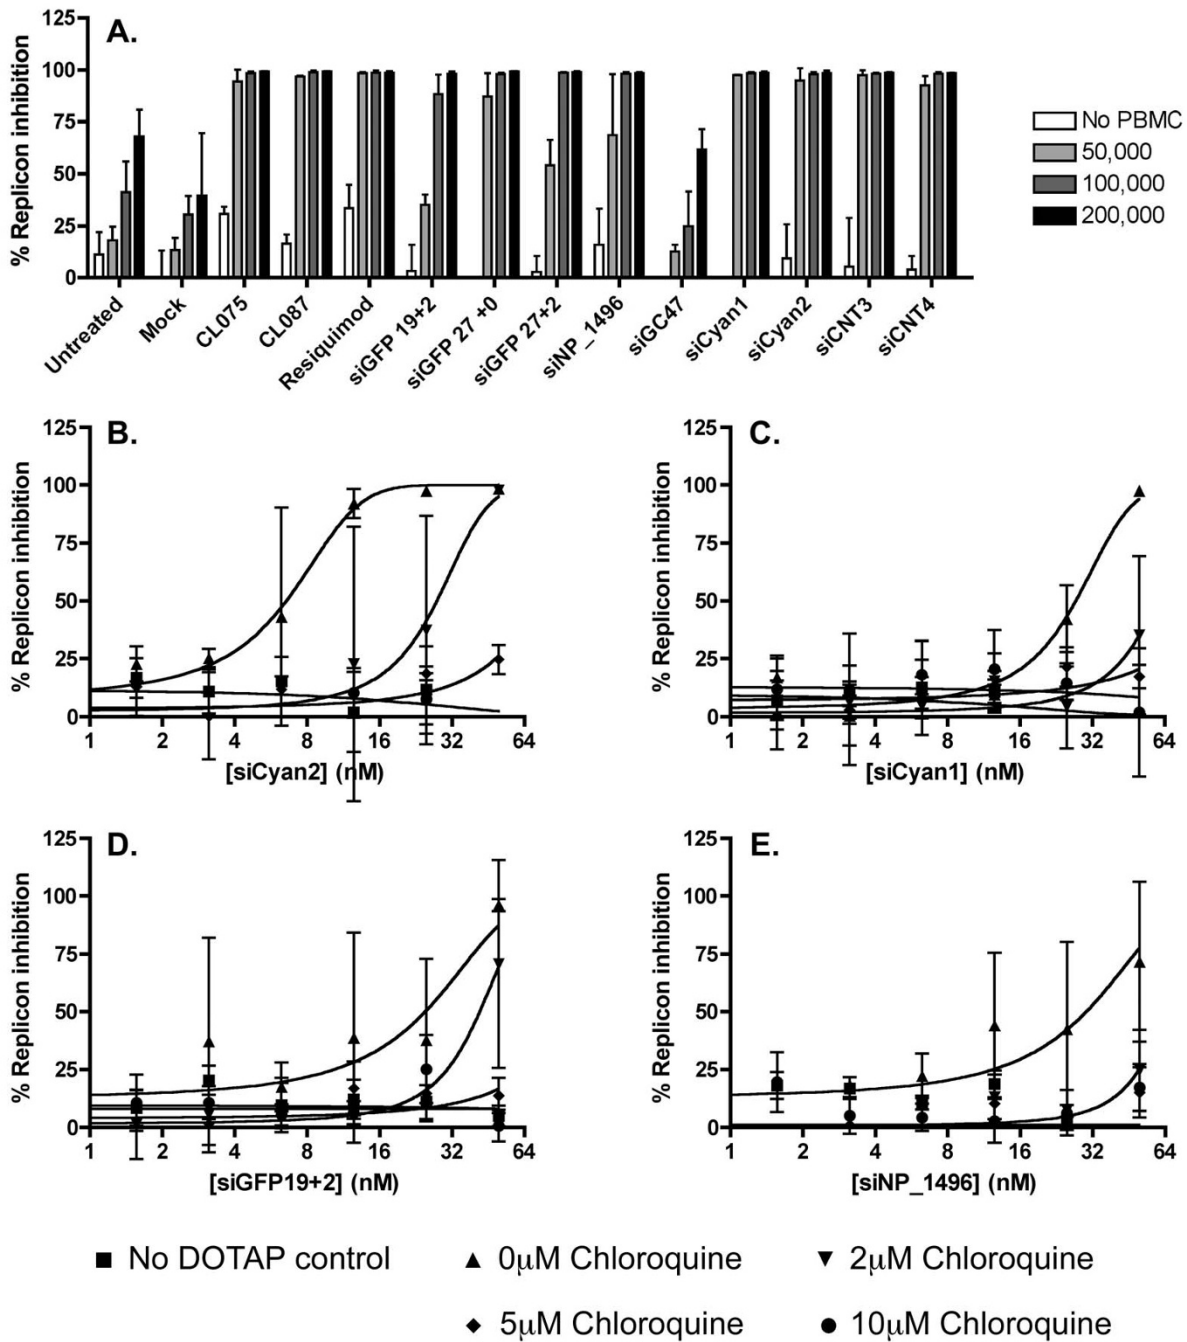 A.
% Replicon inhibition
125
100
75
50
25
0
Untreated
Mock
CL075
CL087
Resiquimod
siGFP 19+2
siGFP 27 +0
siGFP 27+2
siNP_1496
siGC47
siCyan1
siCyan2
siCNT3
siCNT4
No PBMC
50,000
100,000
200,000
B.
% Replicon inhibition
125
100
75
50
25
0
1 2 4 8 16 32 64
[siCyan2] (nM)
C.
% Replicon inhibition
125
100
75
50
25
0
1 2 4 8 16 32 64
[siCyan1] (nM)
D.
% Replicon inhibition
125
100
75
50
25
0
1 2 4 8 16 32 64
[siGFP19+2] (nM)
E.
% Replicon inhibition
125
100
75
50
25
0
1 2 4 8 16 32 64
[siNP_1496] (nM)
No DOTAP control
0μM Chloroquine
2μM Chloroquine
5μM Chloroquine
10μM Chloroquine